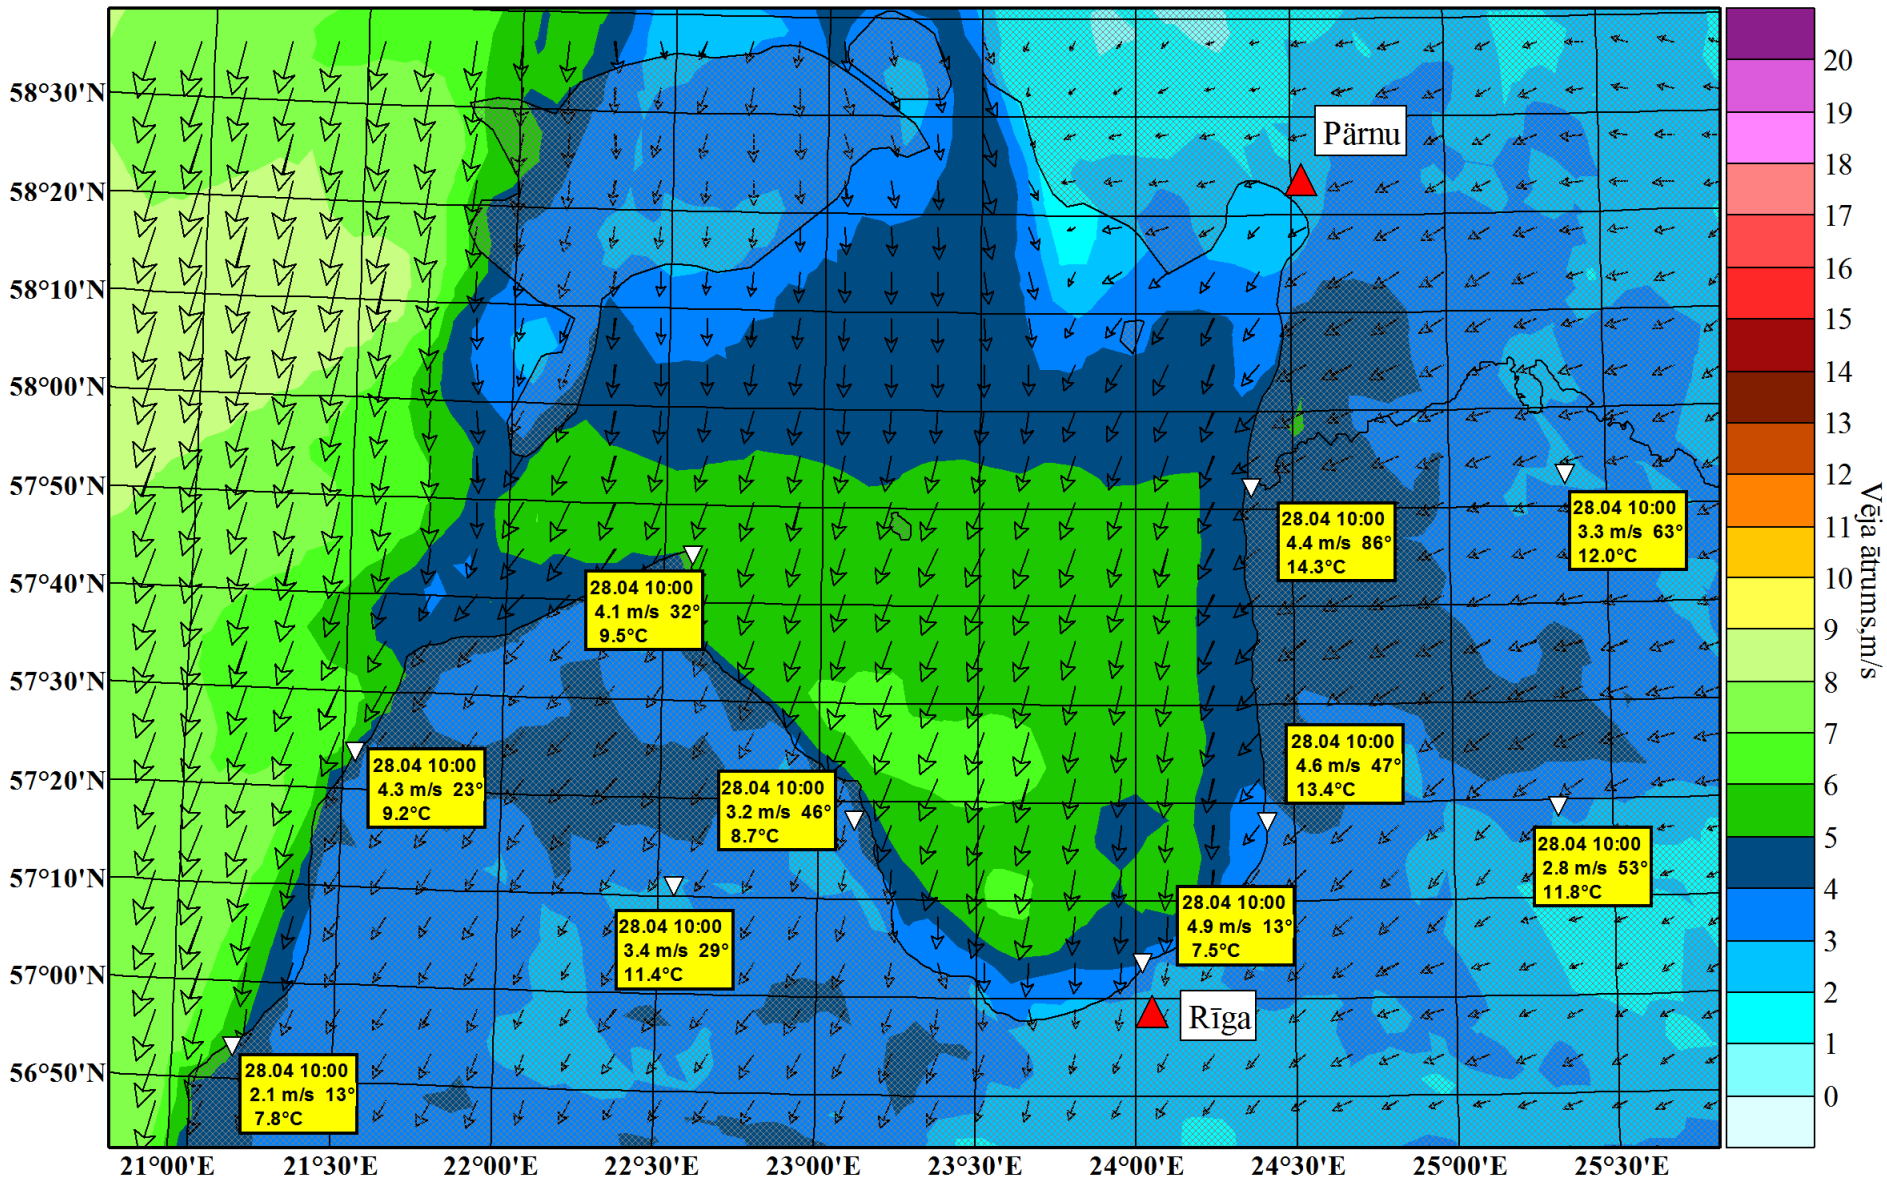 58°30'N
58°20'N
58°10'N
58°00'N
57°50'N
57°40'N
57°30'N
57°20'N
57°10'N
57°00'N
56°50'N
21°00'E
21°30'E
22°00'E
22°30'E
23°00'E
23°30'E
24°00'E
24°30'E
25°00'E
25°30'E
Pärnu
Rīga
28.04 10:00
4.4 m/s 86°
14.3°C
28.04 10:00
3.3 m/s 63°
12.0°C
28.04 10:00
4.1 m/s 32°
9.5°C
28.04 10:00
4.3 m/s 23°
9.2°C
28.04 10:00
3.2 m/s 46°
8.7°C
28.04 10:00
4.6 m/s 47°
13.4°C
28.04 10:00
2.8 m/s 53°
11.8°C
28.04 10:00
3.4 m/s 29°
11.4°C
28.04 10:00
4.9 m/s 13°
7.5°C
28.04 10:00
2.1 m/s 13°
7.8°C
20
19
18
17
16
15
14
13
12
11
10
9
8
7
6
5
4
3
2
1
0
Vēja ātrums,m/s